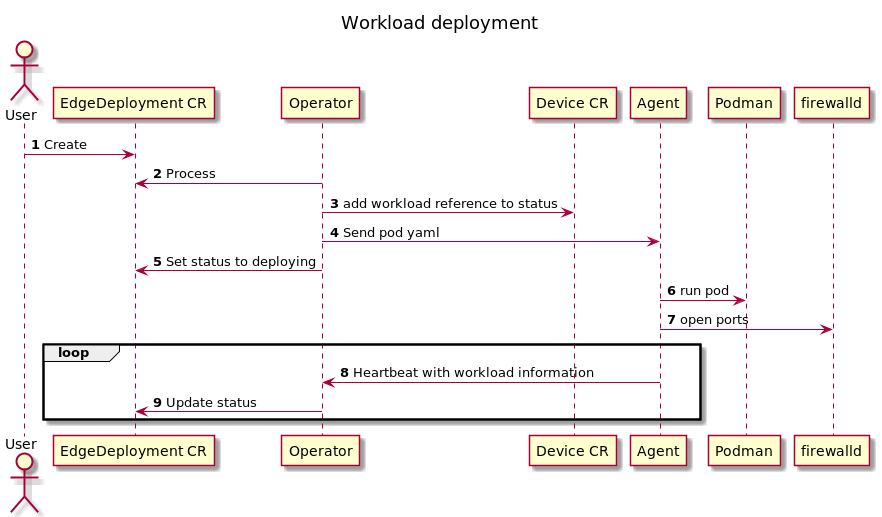 Workload deployment
User
EdgeDeployment CR
Operator
Device CR
Agent
Podman
firewalld
1 Create
2 Process
3 add workload reference to status
4 Send pod yaml
5 Set status to deploying
6 run pod
7 open ports
loop
8 Heartbeat with workload information
9 Update status
User
EdgeDeployment CR
Operator
Device CR
Agent
Podman
firewalld